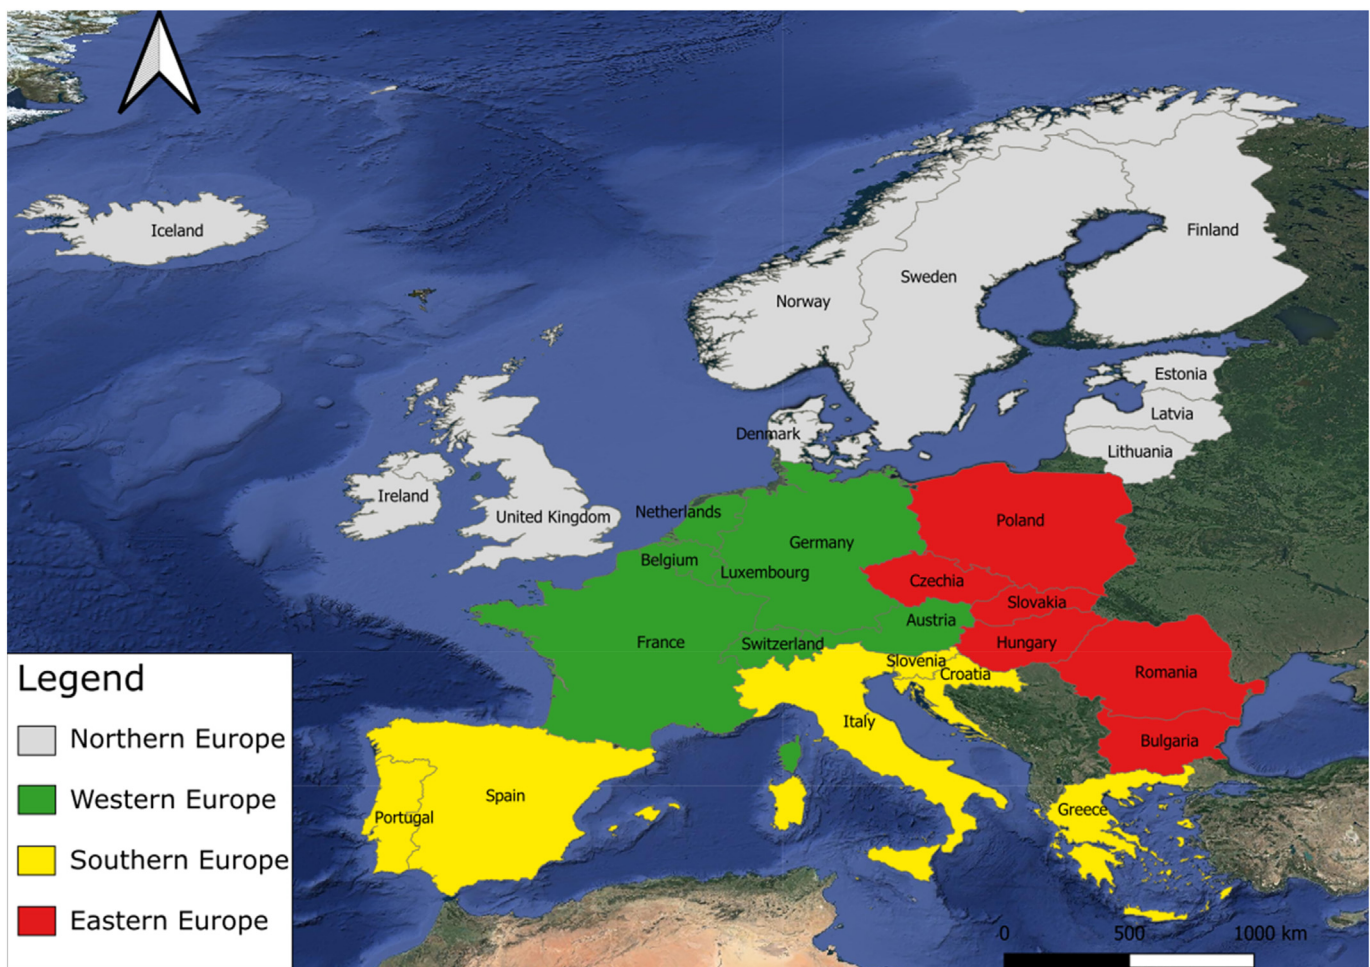 Iceland
Finland
Sweden
Norway
Estonia
Latvia
Denmark
Lithuania
Ireland
United Kingdom
Netherlands
Poland
Germany
Belgium
Luxembourg
Czechia
Slovakia
Austria
France
Switzerland
Hungary
Slovenia
Croatia
Romania
Italy
Bulgaria
Spain
Portugal
Greece
Legend
Northern Europe
Western Europe
Southern Europe
Eastern Europe
0 500 1000 km